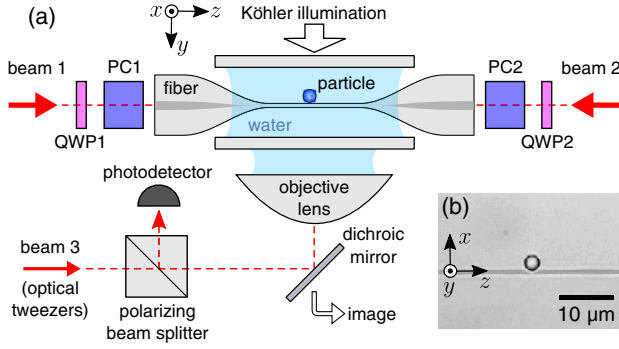 (a)
x
z
y
Köhler illumination
beam 1
PC1
fiber
particle
PC2
beam 2
QWP1
water
QWP2
photodetector
objective
lens
dichroic
mirror
beam 3
(optical
tweezers)
polarizing
beam splitter
image
(b)
x
y
z
10 µm